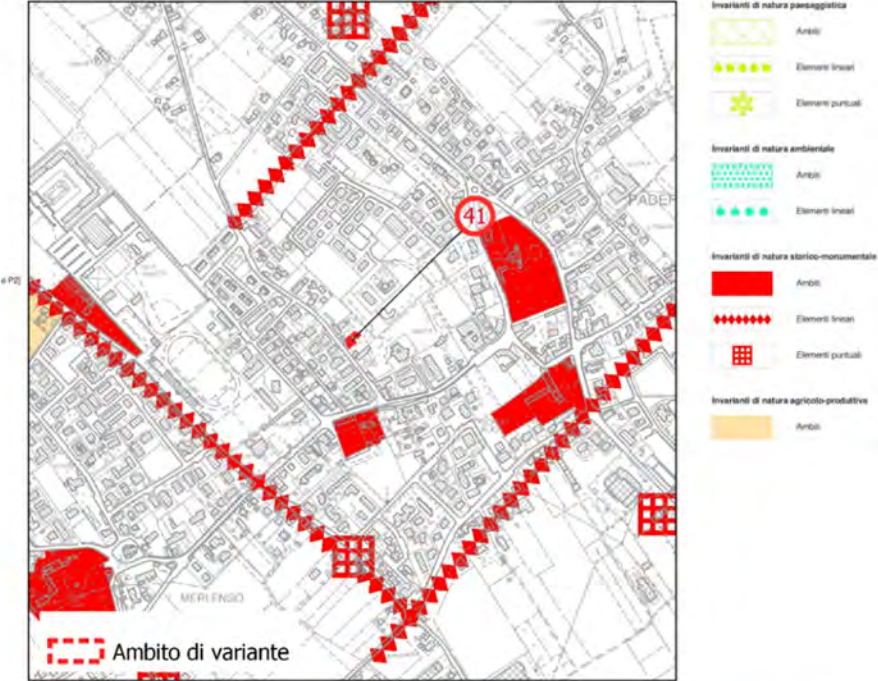 Invarianti di natura paesaggistica
Ambiti
Elementi lineari
Elementi puntuali
Invarianti di natura ambientale
Ambiti
Elementi lineari
Invarianti di natura storico-monumentale
Ambiti
Elementi lineari
Elementi puntuali
Invarianti di natura agricolo-produttiva
Ambiti
PADER
41
e P2]
MERLENGO
Ambito di variante